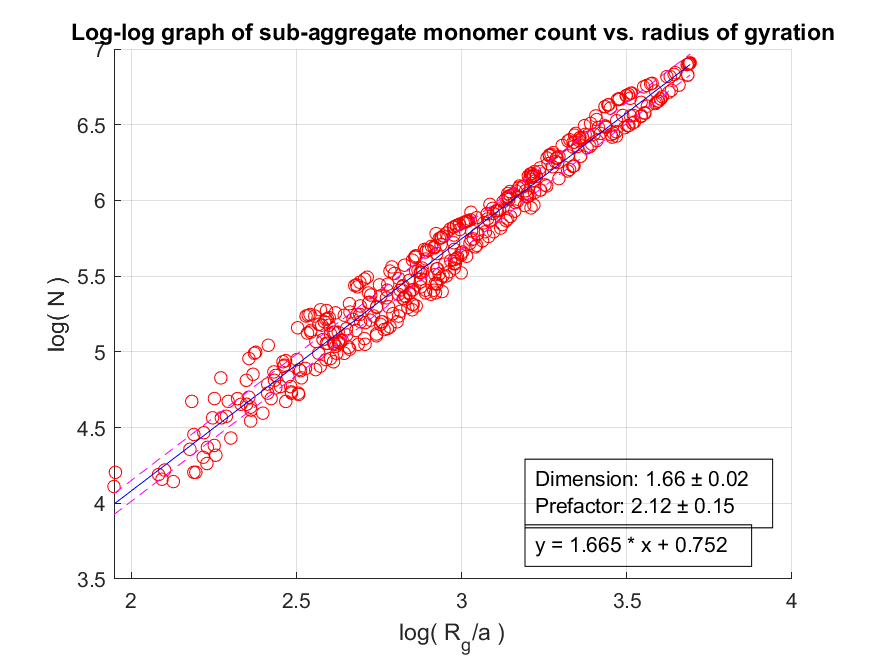 Log-log graph of sub-aggregate monomer count vs. radius of gyration
7
6.5
6
5.5
5
4.5
4
3.5
log( N )
Dimension: 1.66 ± 0.02
Prefactor: 2.12 ± 0.15
y = 1.665 * x + 0.752
2
2.5
3
3.5
4
log( R_g/a )